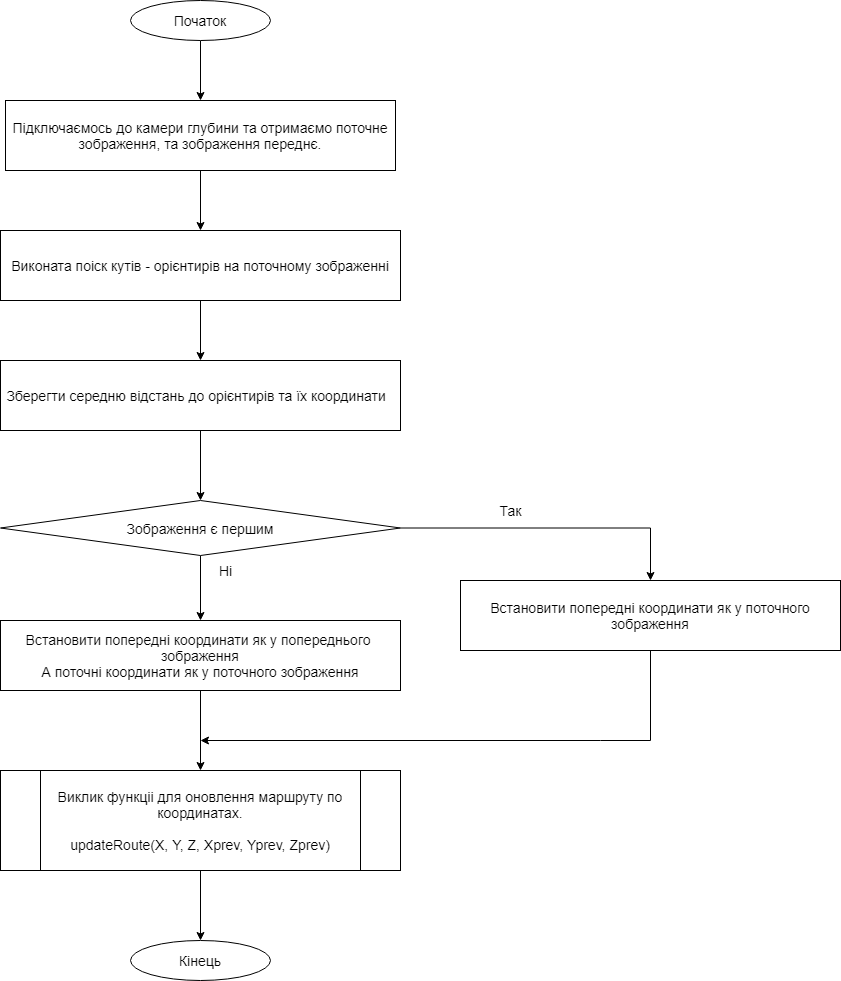 Початок
Підключаємось до камери глубини та отримаємо поточне
зображення, та зображення переднє.
Виконата поіск кутів - орієнтирів на поточному зображенні
Зберегти середню відстань до орієнтирів та їх координати
Зображення є першим
Так
Ні
Встановити попередні координати як у поточного
зображення
Встановити попередні координати як у попереднього
зображення
А поточні координати як у поточного зображення
Виклик функціі для оновлення маршруту по
координатах.
updateRoute(X, Y, Z, Xprev, Yprev, Zprev)
Кінець